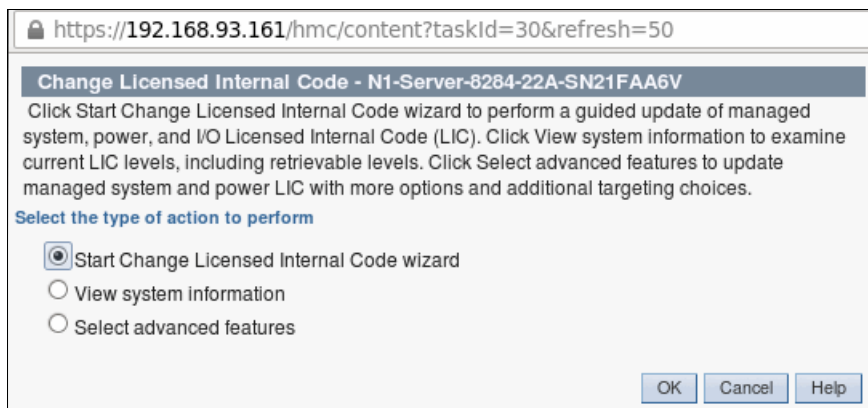 https://192.168.93.161/hmc/content?taskId=30&refresh=50
Change Licensed Internal Code - N1-Server-8284-22A-SN21FAA6V
Click Start Change Licensed Internal Code wizard to perform a guided update of managed
system, power, and I/O Licensed Internal Code (LIC). Click View system information to examine
current LIC levels, including retrievable levels. Click Select advanced features to update
managed system and power LIC with more options and additional targeting choices.
Select the type of action to perform
Start Change Licensed Internal Code wizard
View system information
Select advanced features
OK Cancel Help